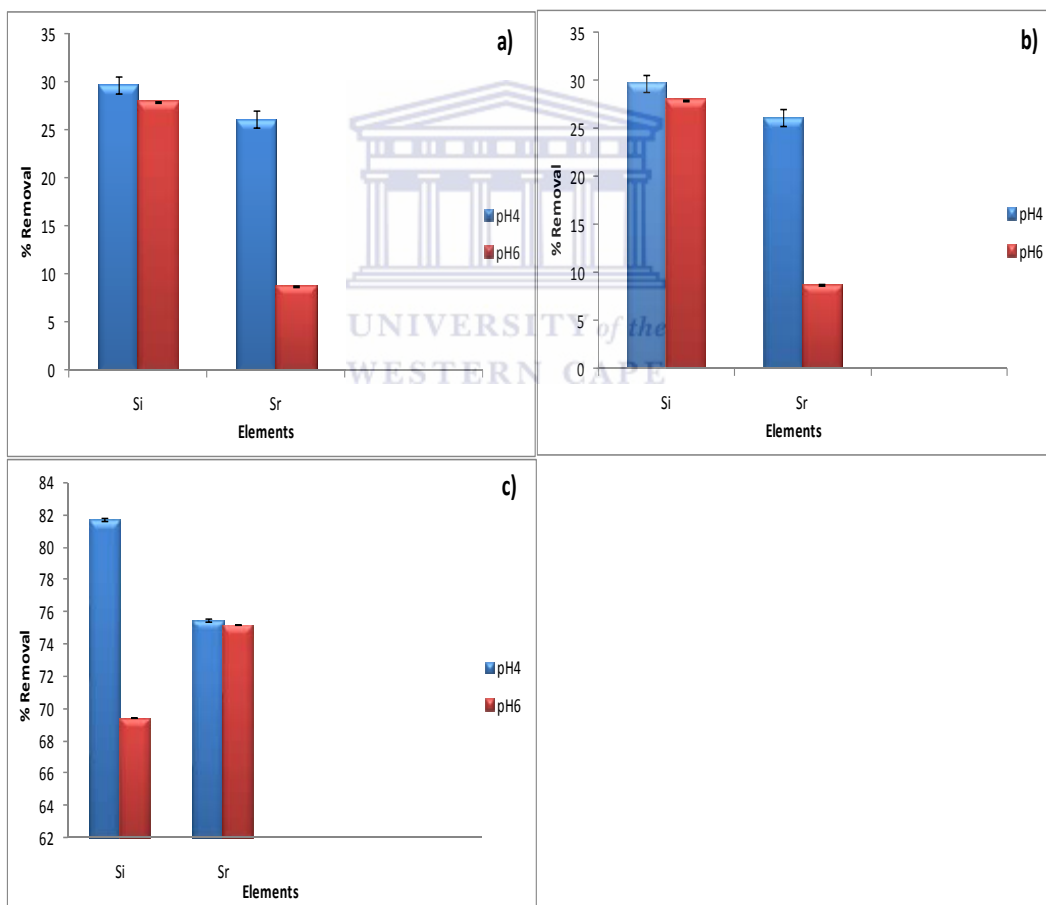 a)
35
30
25
20
15
10
5
0
% Removal
Si
Sr
Elements
pH4
pH6
b)
35
30
25
20
15
10
5
0
% Removal
Si
Sr
Elements
pH4
pH6
UNIVERSITY of the
WESTERN CAPE
c)
84
82
80
78
76
74
72
70
68
66
64
62
% Removal
Si
Sr
Elements
pH4
pH6